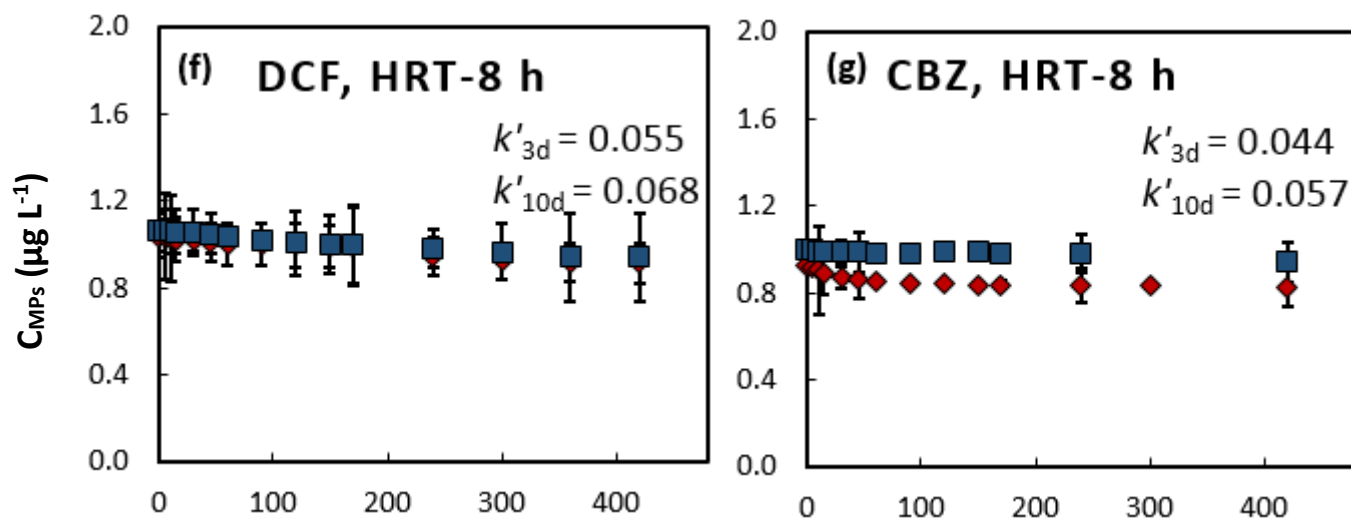 C_MPs (µg L⁻¹)
2.0
1.6
1.2
0.8
0.4
0.0
(f) DCF, HRT-8 h
k'3d = 0.055
k'10d = 0.068
0 100 200 300 400
2.0
1.6
1.2
0.8
0.4
0.0
(g) CBZ, HRT-8 h
k'3d = 0.044
k'10d = 0.057
0 100 200 300 400